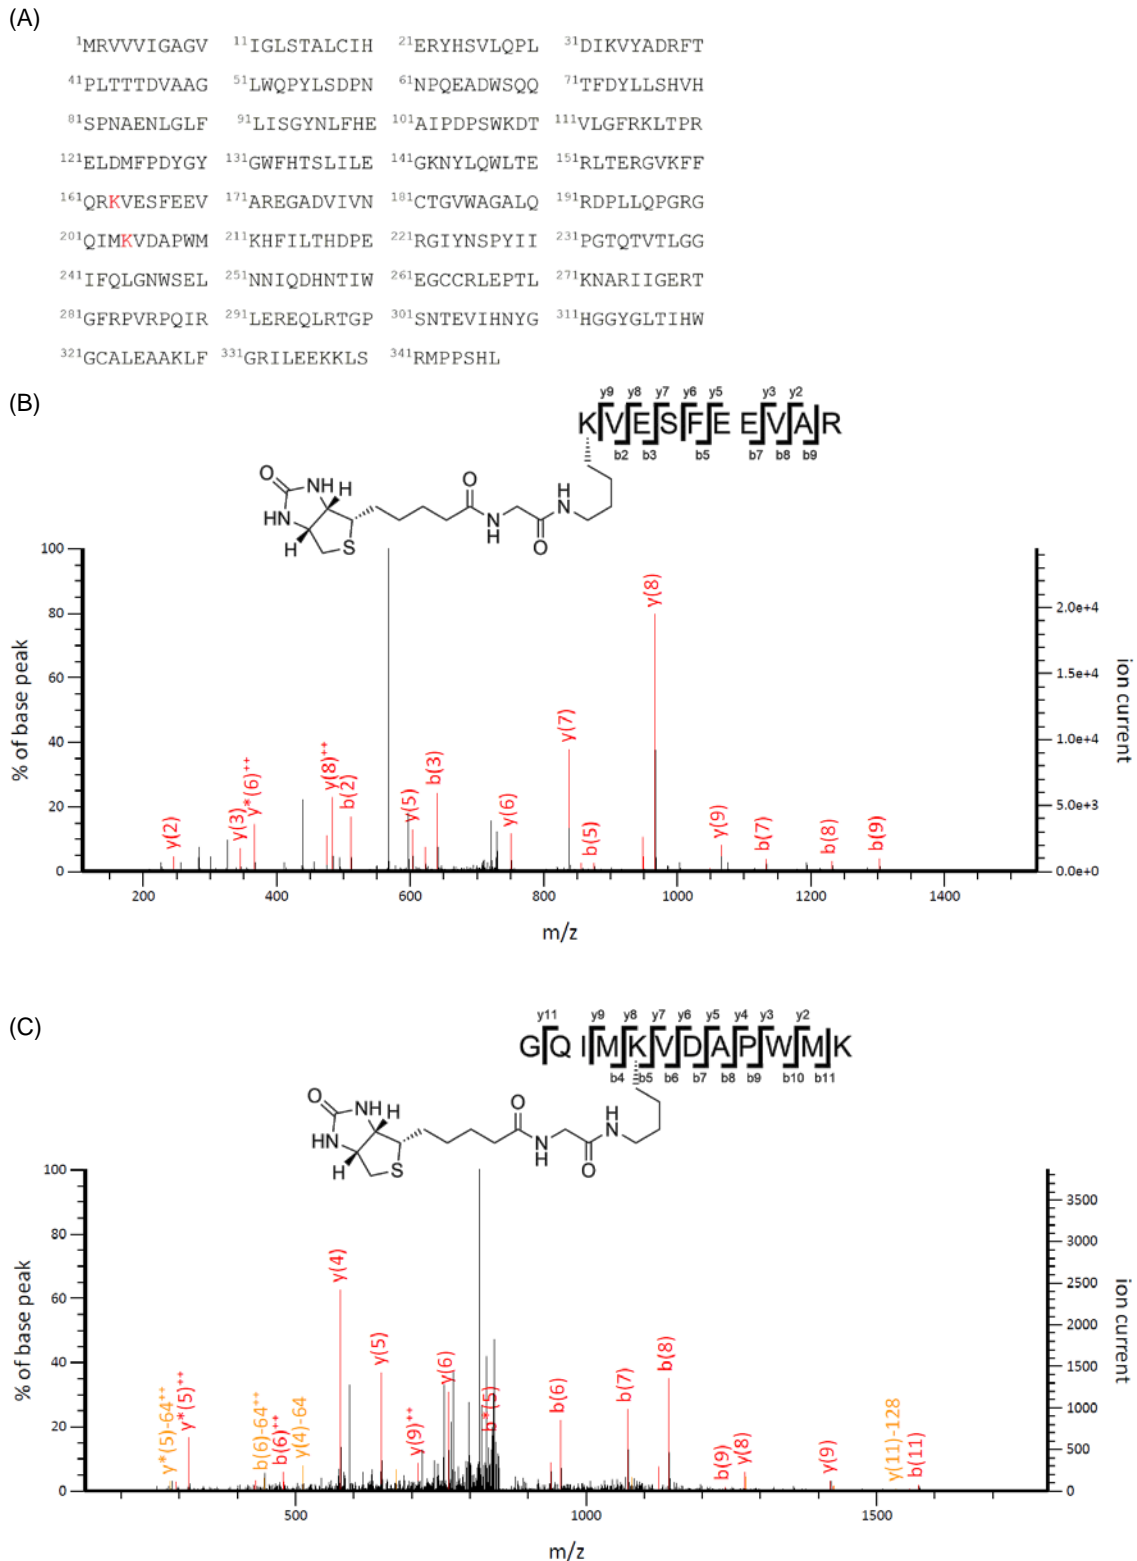 (A)
1MRVVVIGAGV 11IGLSTALCIH 21ERYHSVLQPL 31DIKVYADRFT
41PLTTTDVAAG 51LWQPYLSDPN 61NPQEADWSQQ 71TFDYLLSHVH
81SPNAENLGLF 91LISGYNLFHE 101AIPDPSWKDT 111VLGFRKLTPR
121ELDMFPDYGY 131GWFHTSLILE 141GKNYLQWLTE 151RLTERGVKFF
161QRKVESFEEV 171AREGADVIVN 181CTGVWAGALQ 191RDPLLQPGRG
201QIMKVDAPWM 211KHFILTHDPE 221RGIYNSPYII 231PGTQTVTLGG
241IFQLGNWSEL 251NNIQDHNTIW 261EGCCRLEPTL 271KNARIIGERT
281GFRPVRPQIR 291LEREQLRTGP 301SNTEVIHNYG 311HGGYGLTIHW
321GCALEAAKLF 331GRILEEKKLS 341RMPPSHL
(B)
y9 y8 y7 y6 y5 y3 y2
KVESFEEVAR
b2 b3 b5 b7 b8 b9
O NH H HN H S O N H O H N
100 80 60 40 20 0
% of base peak
y(2) y(3) y*(6)++ y(8)++ b(2) y(5) b(3) y(6) y(7) b(5) y(8) y(9) b(7) b(8) b(9)
2.0e+4 1.5e+4 1.0e+4 5.0e+3 0.0e+0
ion current
200 400 600 800 1000 1200 1400
m/z
(C)
y11 y9 y8 y7 y6 y5 y4 y3 y2
GQIMKVDAPWMK
b4 b5 b6 b7 b8 b9 b10 b11
O NH H HN H S O N H O H N
100 80 60 40 20 0
% of base peak
y*(5)-64++ y*(5)++ b(6)-64++ b(6)++ y(4)-64 y(4) y(5) y(9)++ y(6) b*(5) b(6) b(7) b(8) b(9) y(8) y(9) y(11)-128 b(11)
3500 3000 2500 2000 1500 1000 500 0
ion current
500 1000 1500
m/z